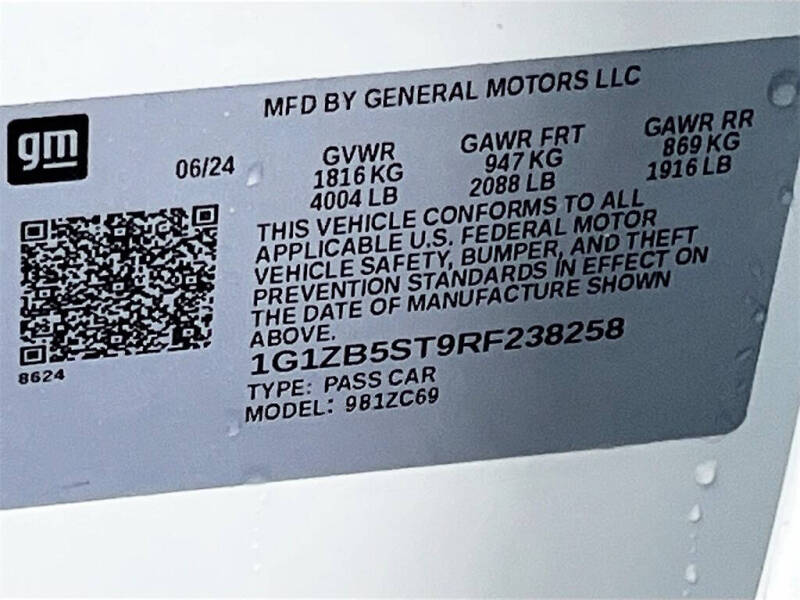 MFD BY GENERAL MOTORS LLC
gm
06/24
GVWR
1816 KG
4004 LB
GAWR FRT
947 KG
2088 LB
GAWR RR
869 KG
1916 LB
THIS VEHICLE CONFORMS TO ALL
APPLICABLE U.S. FEDERAL MOTOR
VEHICLE SAFETY, BUMPER, AND THEFT
PREVENTION STANDARDS IN EFFECT ON
THE DATE OF MANUFACTURE SHOWN
ABOVE.
1G1ZB5ST9RF238258
8624
TYPE: PASS CAR
MODEL: 981ZC69